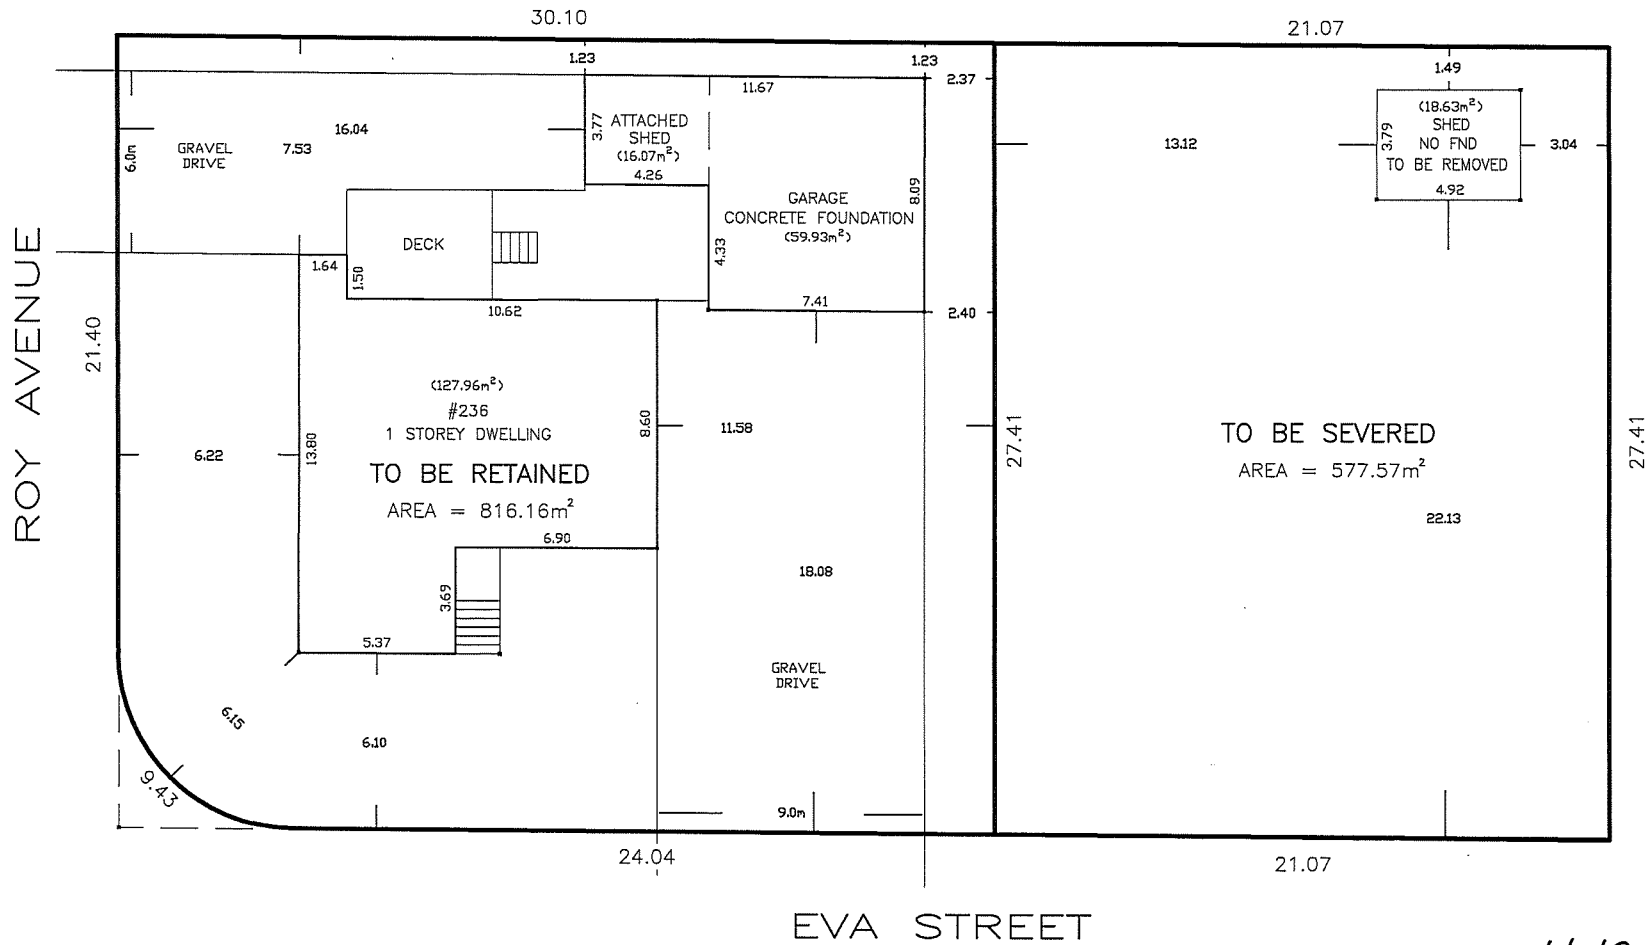 30.10
21.07
1.23
1.23
2.37
1.49
11.67
16.04
3.77
ATTACHED
SHED
(16.07m²)
4.26
6.0m
GRAVEL
DRIVE
7.53
13.12
(18.63m²)
SHED
NO FND
TO BE REMOVED
3.79
4.92
3.04
8.09
GARAGE
CONCRETE FOUNDATION
(59.93m²)
DECK
4.33
1.64
1.50
10.62
7.41
2.40
ROY AVENUE
21.40
(127.96m²)
#236
1 STOREY DWELLING
TO BE RETAINED
AREA = 816.16m²
8.60
11.58
27.41
TO BE SEVERED
AREA = 577.57m²
27.41
6.22
13.80
22.13
6.90
3.69
18.08
5.37
GRAVEL
DRIVE
6.15
6.10
9.43
9.0m
24.04
21.07
EVA STREET